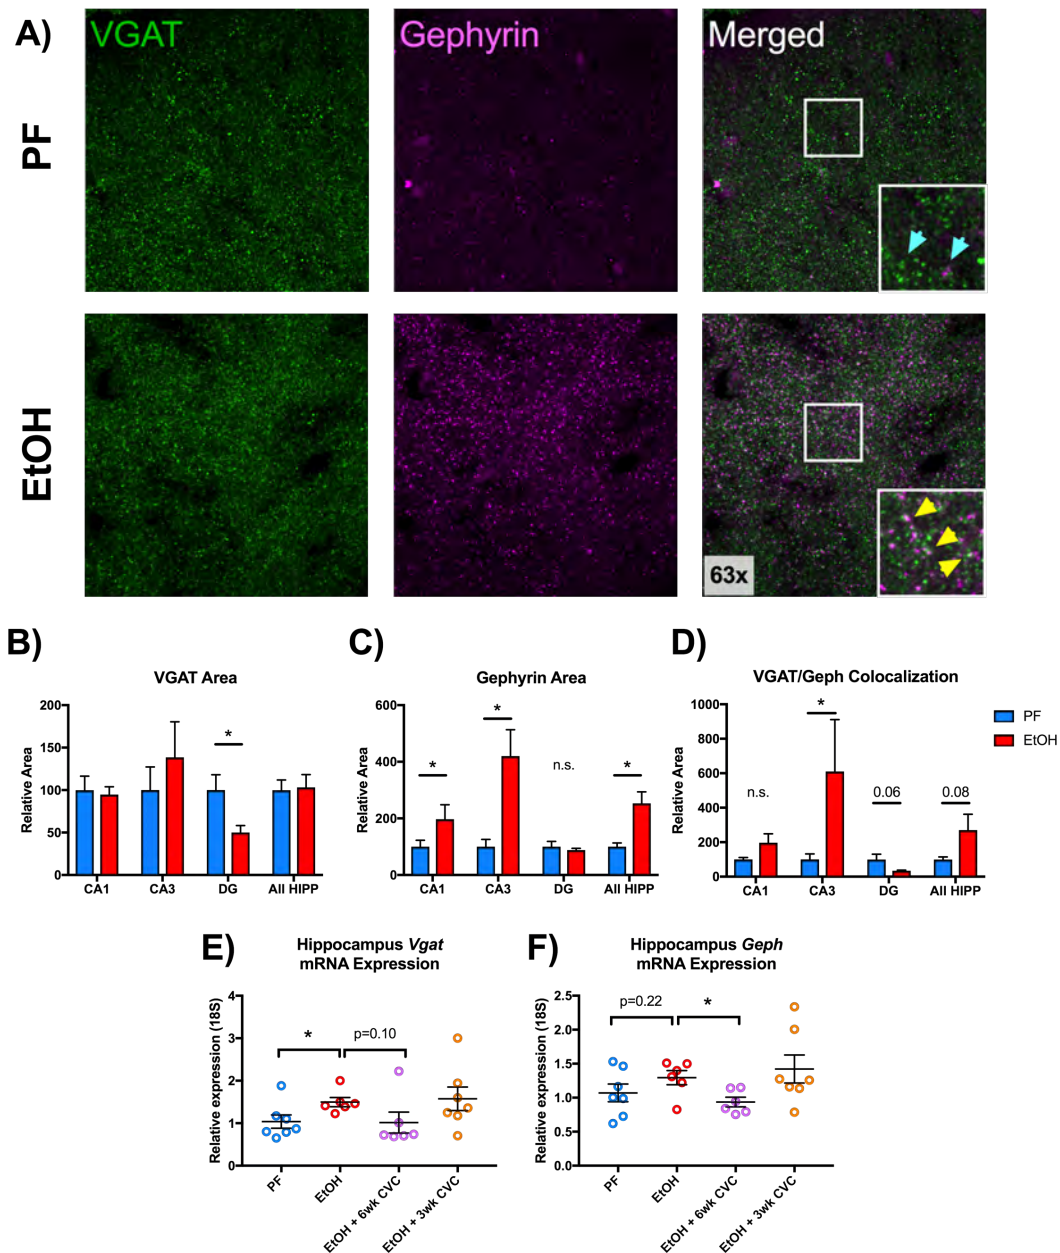 A)
VGAT
Gephyrin
Merged
PF
EtOH
63x
B)
VGAT Area
Relative Area
200
150
100
50
0
*
CA1
CA3
DG
All HIPP
C)
Gephyrin Area
Relative Area
600
400
200
0
*
*
n.s.
*
CA1
CA3
DG
All HIPP
D)
VGAT/Geph Colocalization
Relative Area
1000
800
600
400
200
0
n.s.
*
0.06
0.08
CA1
CA3
DG
All HIPP
PF
EtOH
E)
Hippocampus Vgat
mRNA Expression
Relative expression (18S)
4
3
2
1
0
*
p=0.10
PF
EtOH
EtOH + 6wk CVC
EtOH + 3wk CVC
F)
Hippocampus Geph
mRNA Expression
Relative expression (18S)
2.5
2.0
1.5
1.0
0.5
0.0
p=0.22
*
PF
EtOH
EtOH + 6wk CVC
EtOH + 3wk CVC